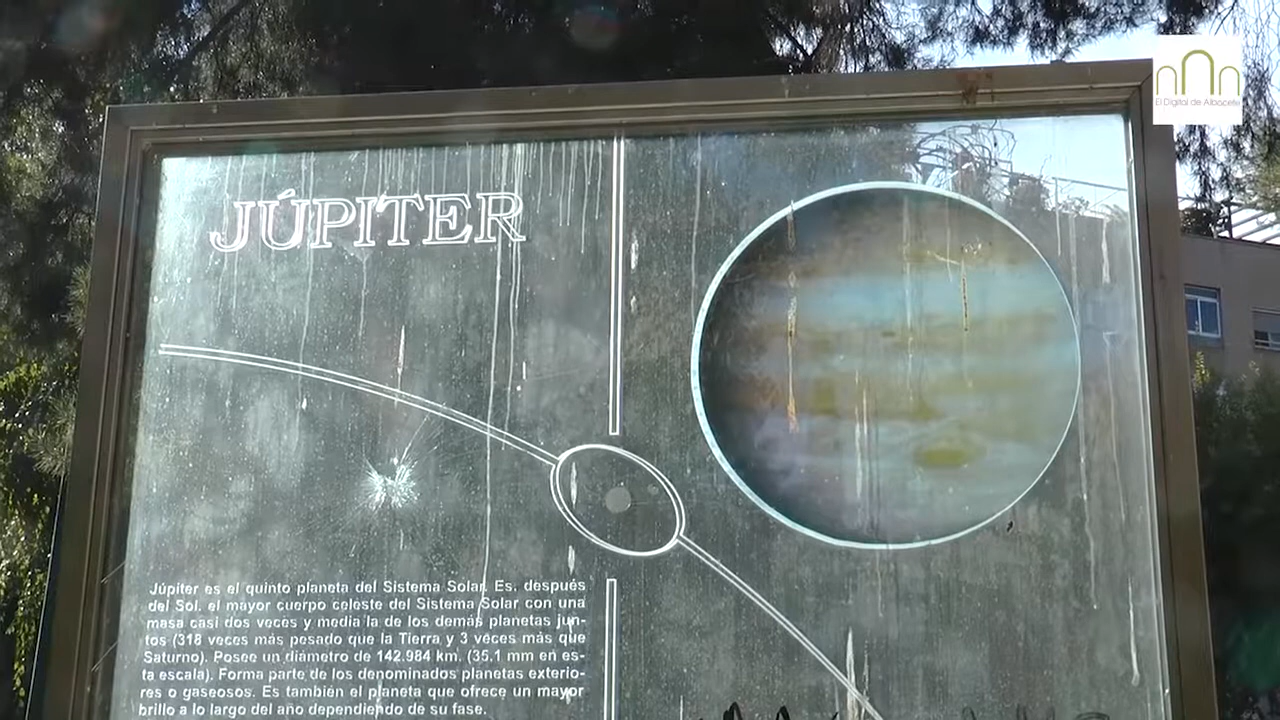 El Digital de Albacete
JÚPITER
Júpiter es el quinto planeta del Sistema Solar. Es, después
del Sol, el mayor cuerpo celeste del Sistema Solar con una
masa casi dos veces y media la de los demás planetas jun-
tos (318 veces más pesado que la Tierra y 3 veces más que
Saturno). Posee un diámetro de 142.984 km. (35.1 mm en es-
ta escala). Forma parte de los denominados planetas exterio-
res o gaseosos. Es también el planeta que ofrece un mayor
brillo a lo largo del año dependiendo de su fase.